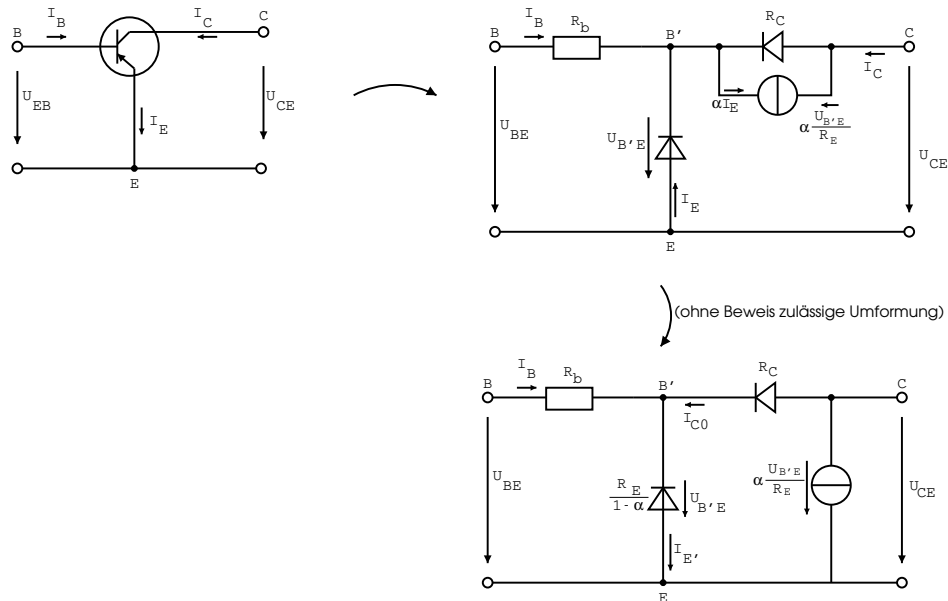 I_B
I_C
B
C
U_EB
I_E
U_CE
E
I_B
R_b
B'
R_C
B
C
I_C
αI_E
α U_B'E / R_E
U_BE
U_B'E
U_CE
I_E
E
(ohne Beweis zulässige Umformung)
I_B
R_b
B'
R_C
B
C
I_C0
U_BE
R_E / 1 - α
U_B'E
α U_B'E / R_E
U_CE
I_E'
E